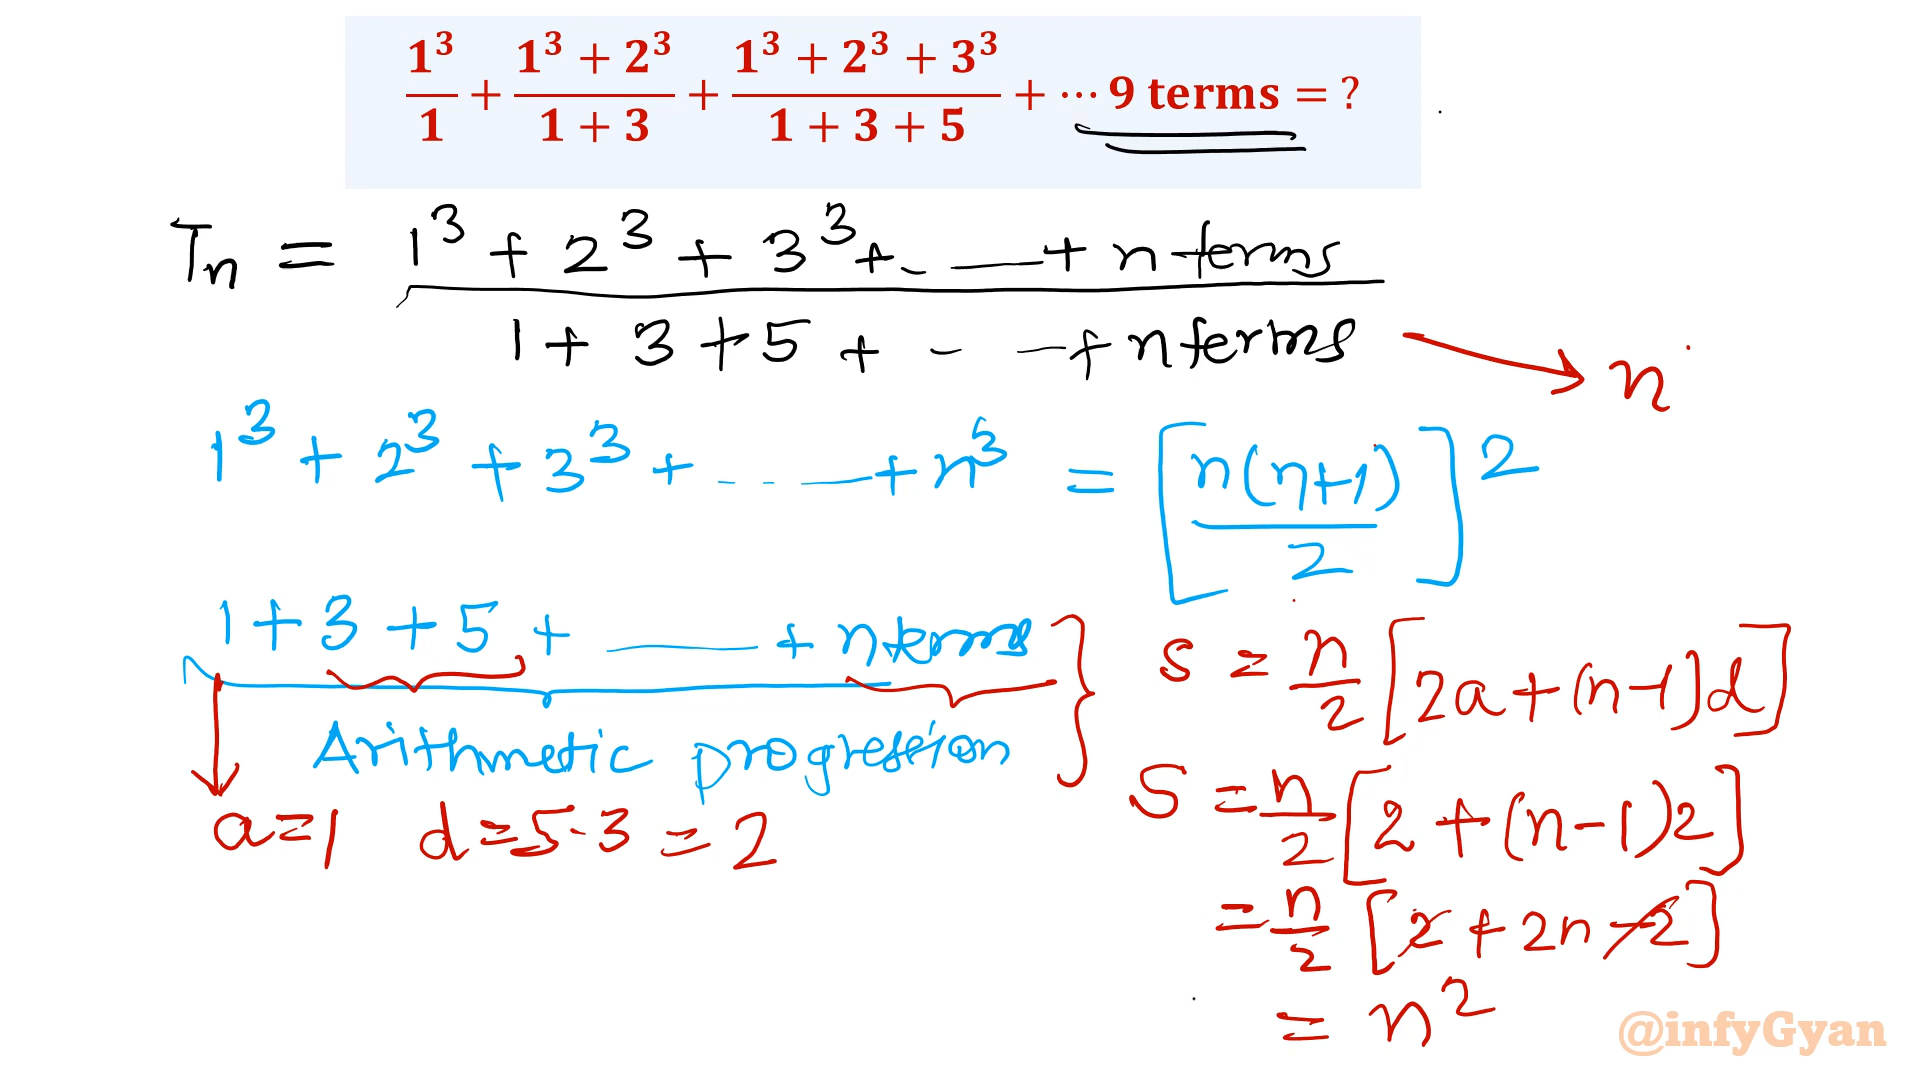 1³/1 + (1³ + 2³)/(1 + 3) + (1³ + 2³ + 3³)/(1 + 3 + 5) + ⋯ 9 terms = ?
Tn = (1³ + 2³ + 3³ + - — + n terms)/(1 + 3 + 5 + - — + n terms) → n
1³ + 2³ + 3³ + ... — + n³ = [n(n+1)/2]²
1 + 3 + 5 + — + n terms
Arithmetic progression
a = 1 d = 5 - 3 = 2
S = n/2 [2a + (n-1)d]
S = n/2 [2 + (n-1)2]
= n/2 [2 + 2n - 2]
= n²
@infyGyan